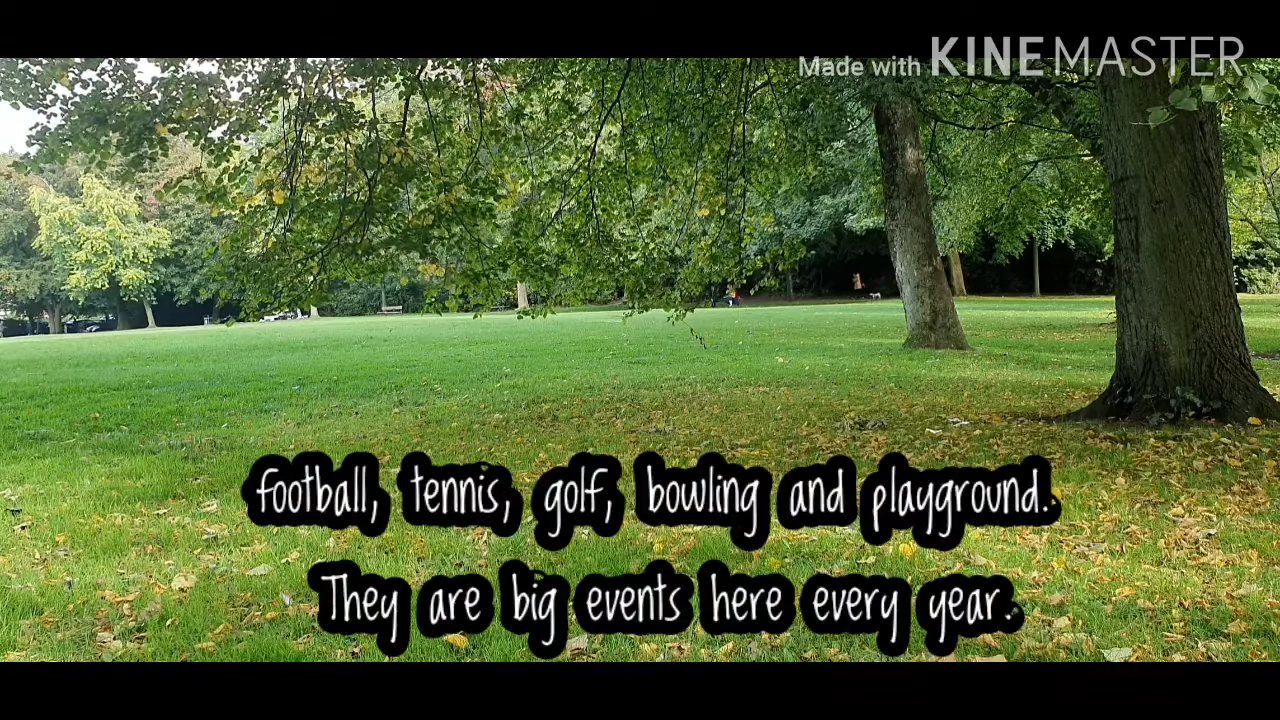 Made with KINEMASTER
football, tennis, golf, bowling and playground.
They are big events here every year.